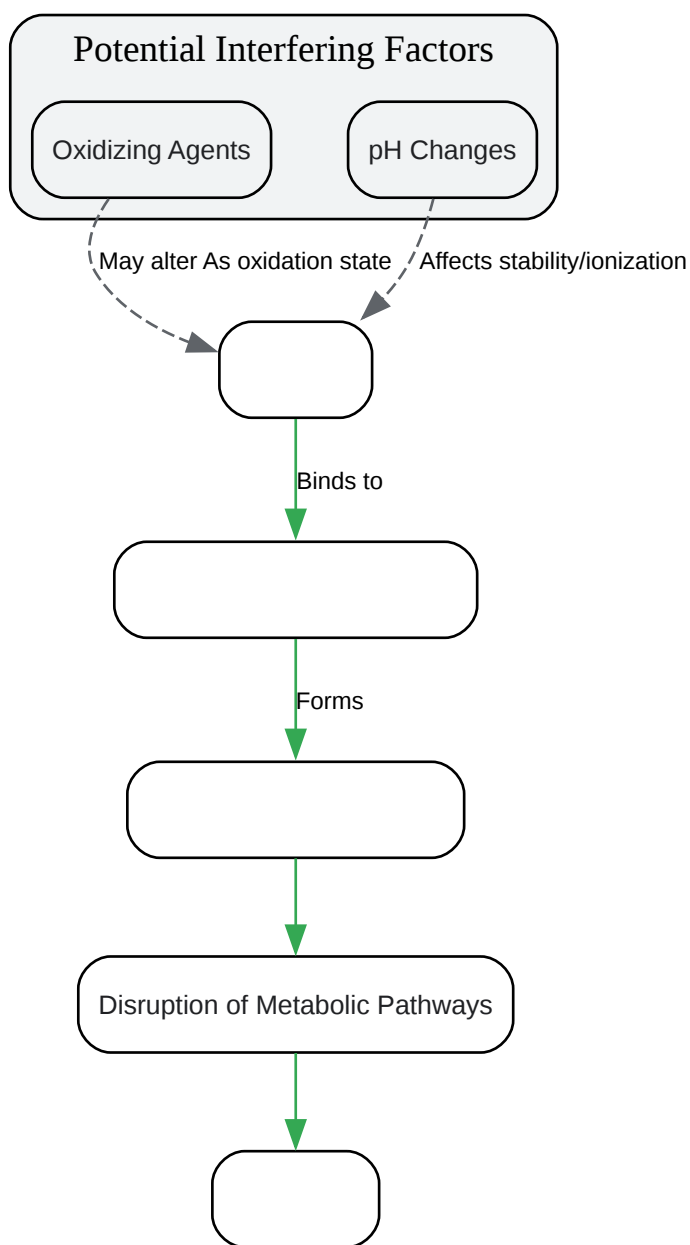 Potential Interfering Factors
Oxidizing Agents
pH Changes
May alter As oxidation state
Affects stability/ionization
Binds to
Forms
Disruption of Metabolic Pathways